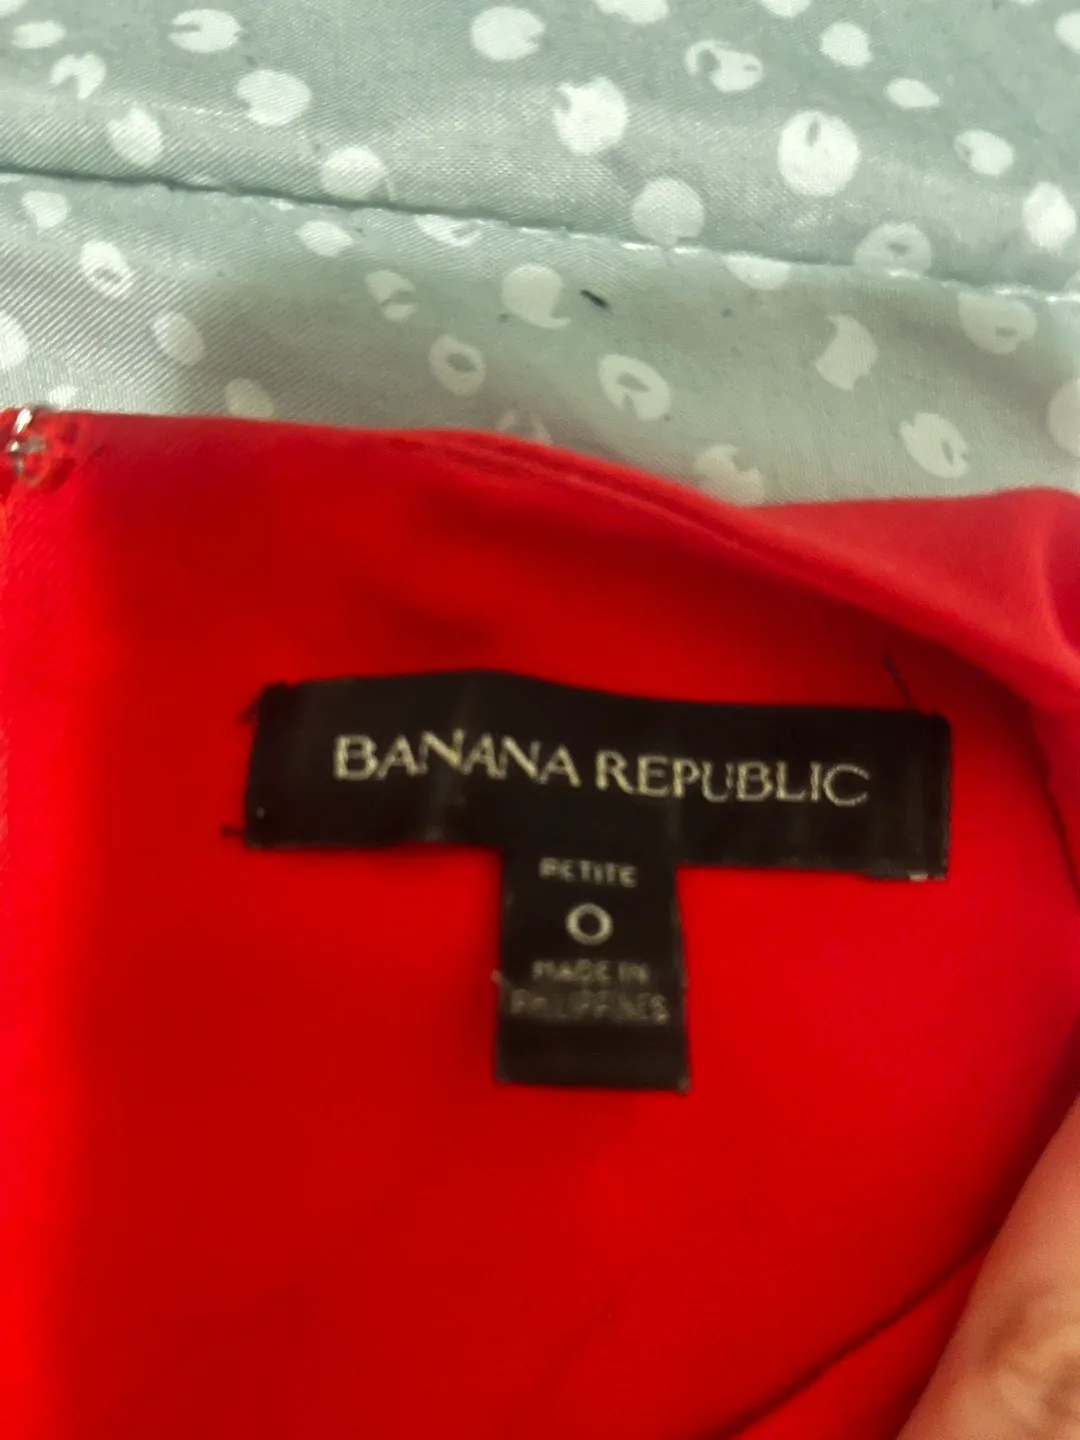 BANANA REPUBLIC
PETITE
0
MADE IN
PHILIPPINES